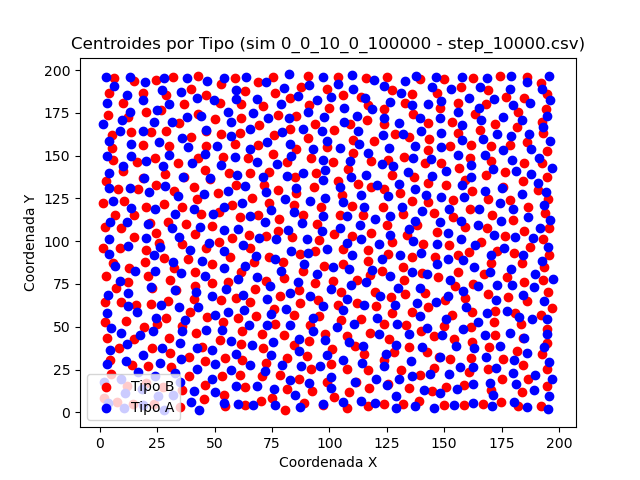 Centroides por Tipo (sim 0_0_10_0_100000 - step_10000.csv)
Coordenada Y
200
175
150
125
100
75
50
25
0
Tipo B
Tipo A
0 25 50 75 100 125 150 175 200
Coordenada X